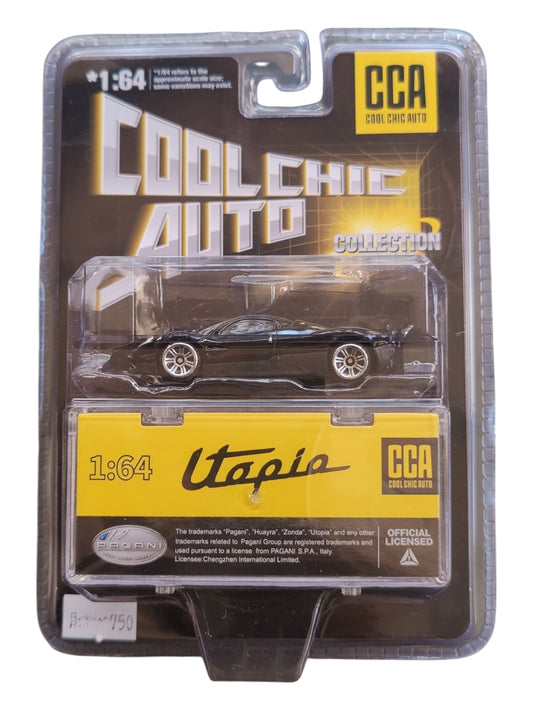 *1:64
*1/64 refers to the
approximate scale size;
some variations may exist.
CCA
COOL CHIC AUTO
COOL CHIC
AUTO
COLLECTION
1:64
Utopia
CCA
COOL CHIC AUTO
PAGANI
The trademarks "Pagani", "Huayra", "Zonda", "Utopia" and any other
trademarks related to Pagani Group are registered trademarks and
used pursuant to a license from PAGANI S.P.A., Italy.
Licensee:Chengzhen International Limited.
OFFICIAL
LICENSED
750